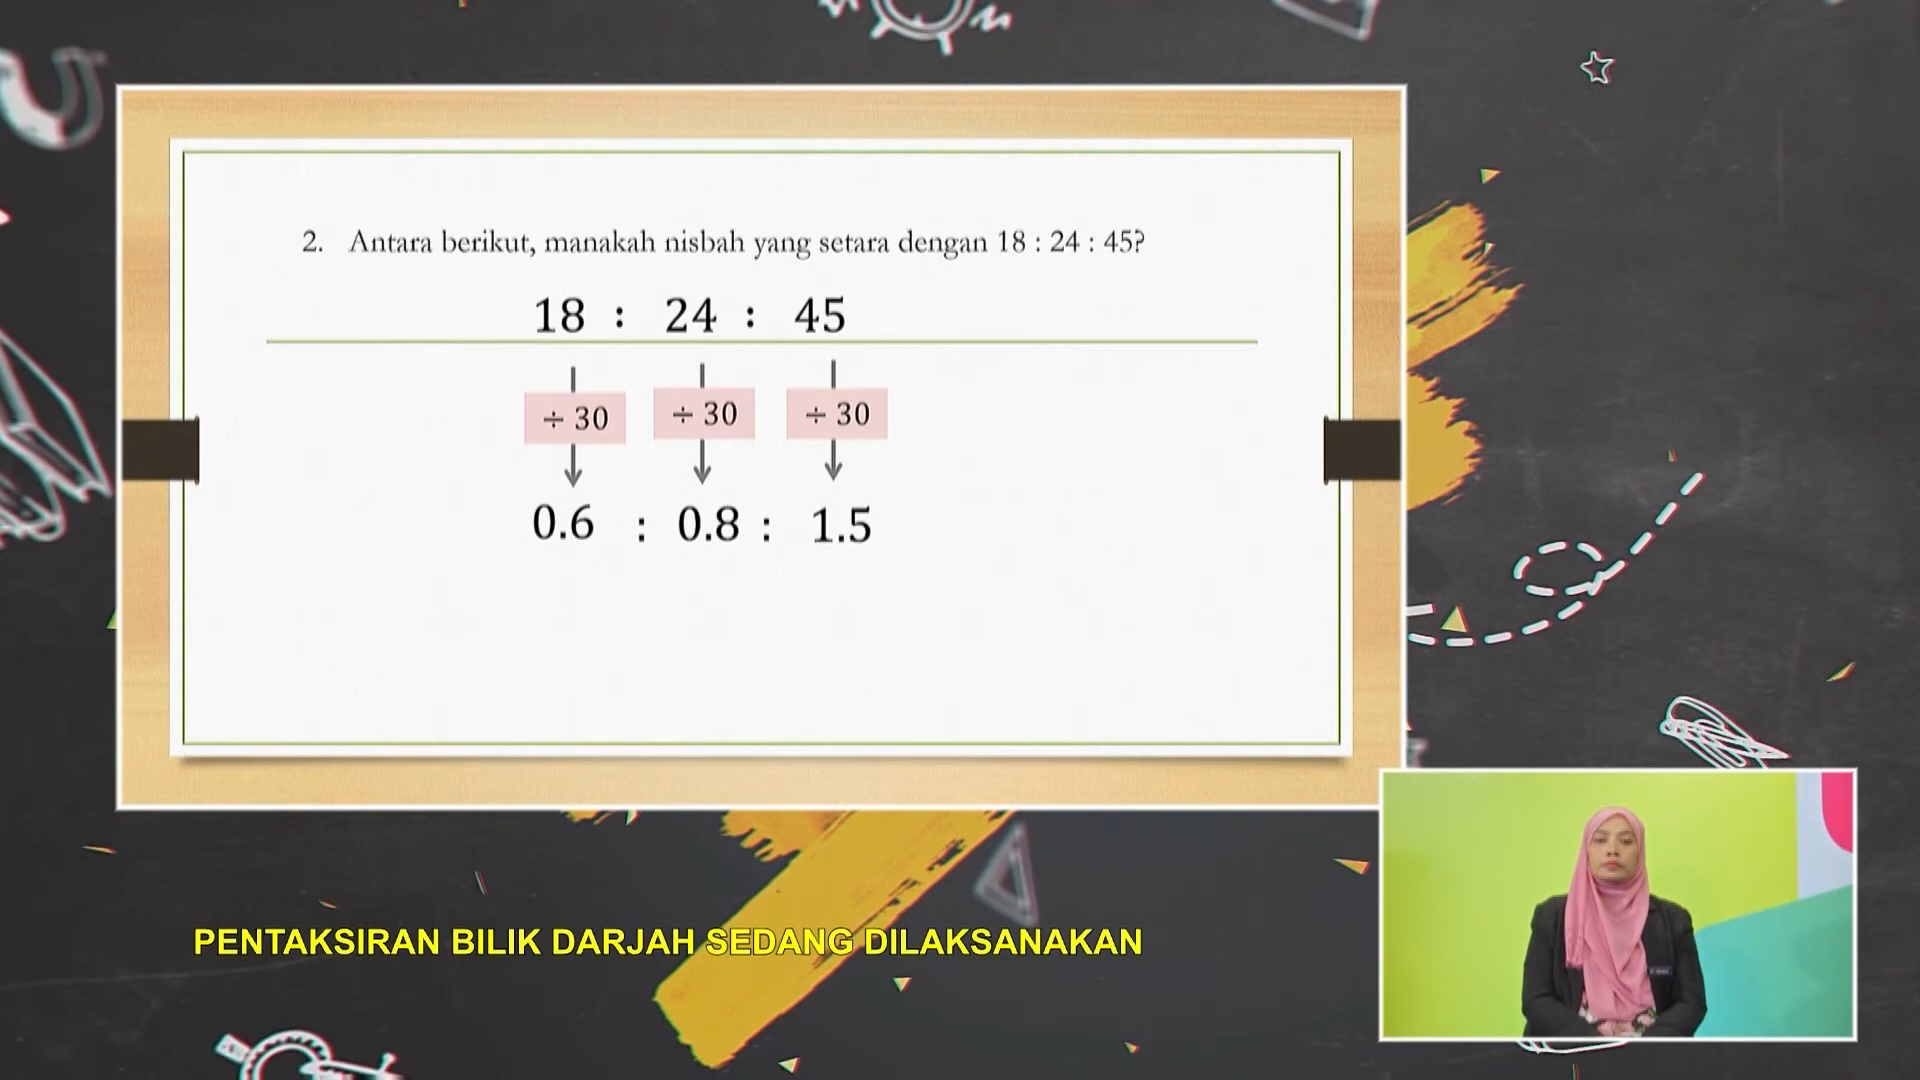 2. Antara berikut, manakah nisbah yang setara dengan 18 : 24 : 45?
18 : 24 : 45
÷ 30 ÷ 30 ÷ 30
0.6 : 0.8 : 1.5
PENTAKSIRAN BILIK DARJAH SEDANG DILAKSANAKAN